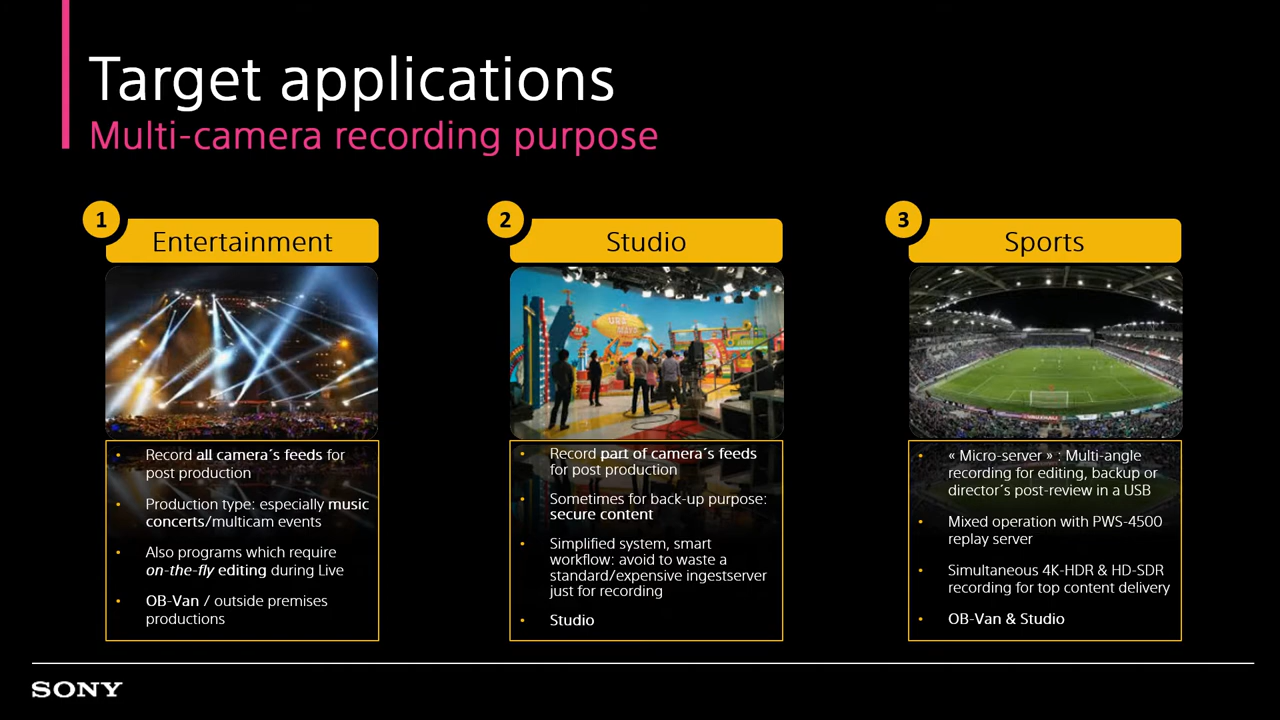 Target applications
Multi-camera recording purpose
1
Entertainment
• Record all camera´s feeds for
post production
• Production type: especially music
concerts/multicam events
• Also programs which require
on-the-fly editing during Live
• OB-Van / outside premises
productions
2
Studio
• Record part of camera´s feeds
for post production
• Sometimes for back-up purpose:
secure content
• Simplified system, smart
workflow: avoid to waste a
standard/expensive ingestserver
just for recording
• Studio
3
Sports
VAUXHALL
• « Micro-server » : Multi-angle
recording for editing, backup or
director´s post-review in a USB
• Mixed operation with PWS-4500
replay server
• Simultaneous 4K-HDR & HD-SDR
recording for top content delivery
• OB-Van & Studio
SONY